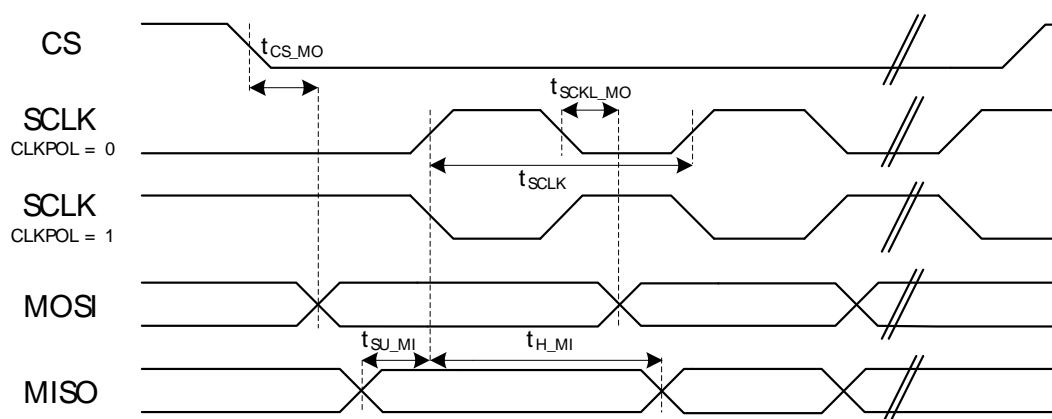 CS
tCS_MO
SCLK
CLKPOL = 0
tSCKL_MO
tSCLK
SCLK
CLKPOL = 1
MOSI
tSU_MI
tH_MI
MISO